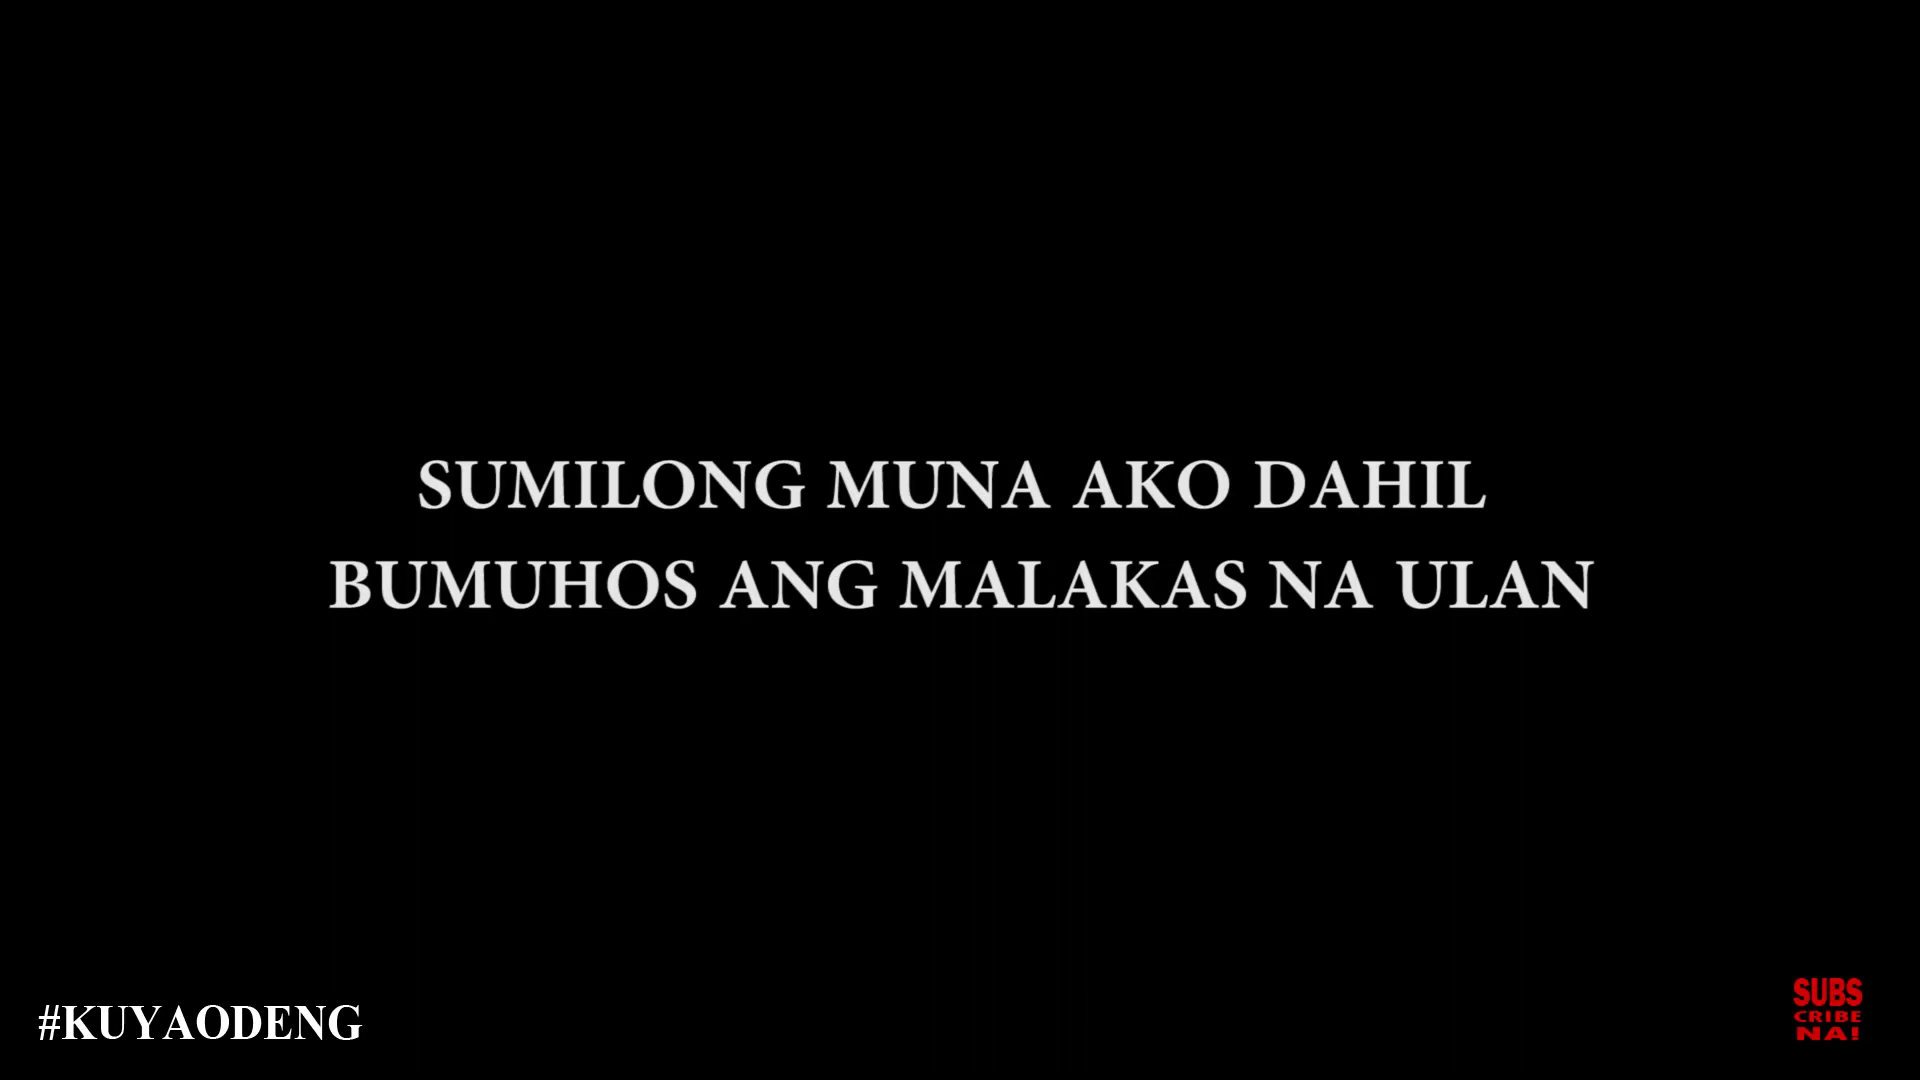 SUMILONG MUNA AKO DAHIL
BUMUHOS ANG MALAKAS NA ULAN
#KUYAODENG
SUBS
CRIBE
NA!